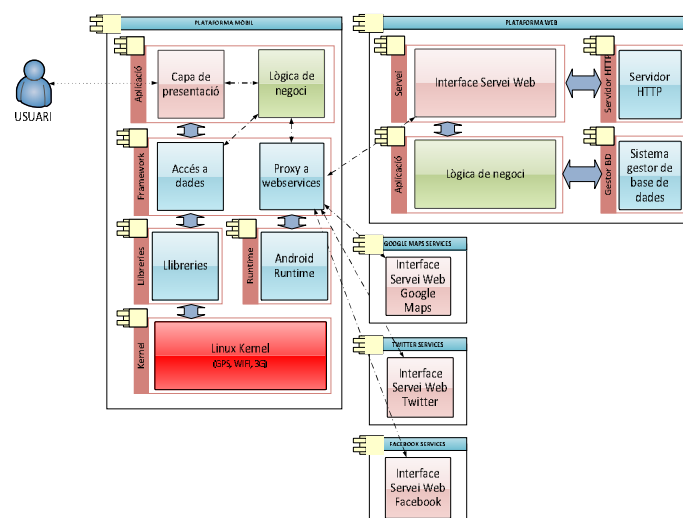 PLATAFORMA MÒBIL
PLATAFORMA WEB
USUARI
Aplicació
Capa de
presentació
Lògica de
negoci
Servei
Interface Servei Web
Servidor HTTP
Servidor
HTTP
Framework
Accés a
dades
Proxy a
webservices
Aplicació
Lògica de negoci
Gestor BD
Sistema
gestor de
base de
dades
Llibreries
Llibreries
Runtime
Android
Runtime
GOOGLE MAPS SERVICES
Interface
Servei Web
Google
Maps
Kernel
Linux Kernel
(GPS, WIFI, 3G)
TWITTER SERVICES
Interface
Servei Web
Twitter
FACEBOOK SERVICES
Interface
Servei Web
Facebook